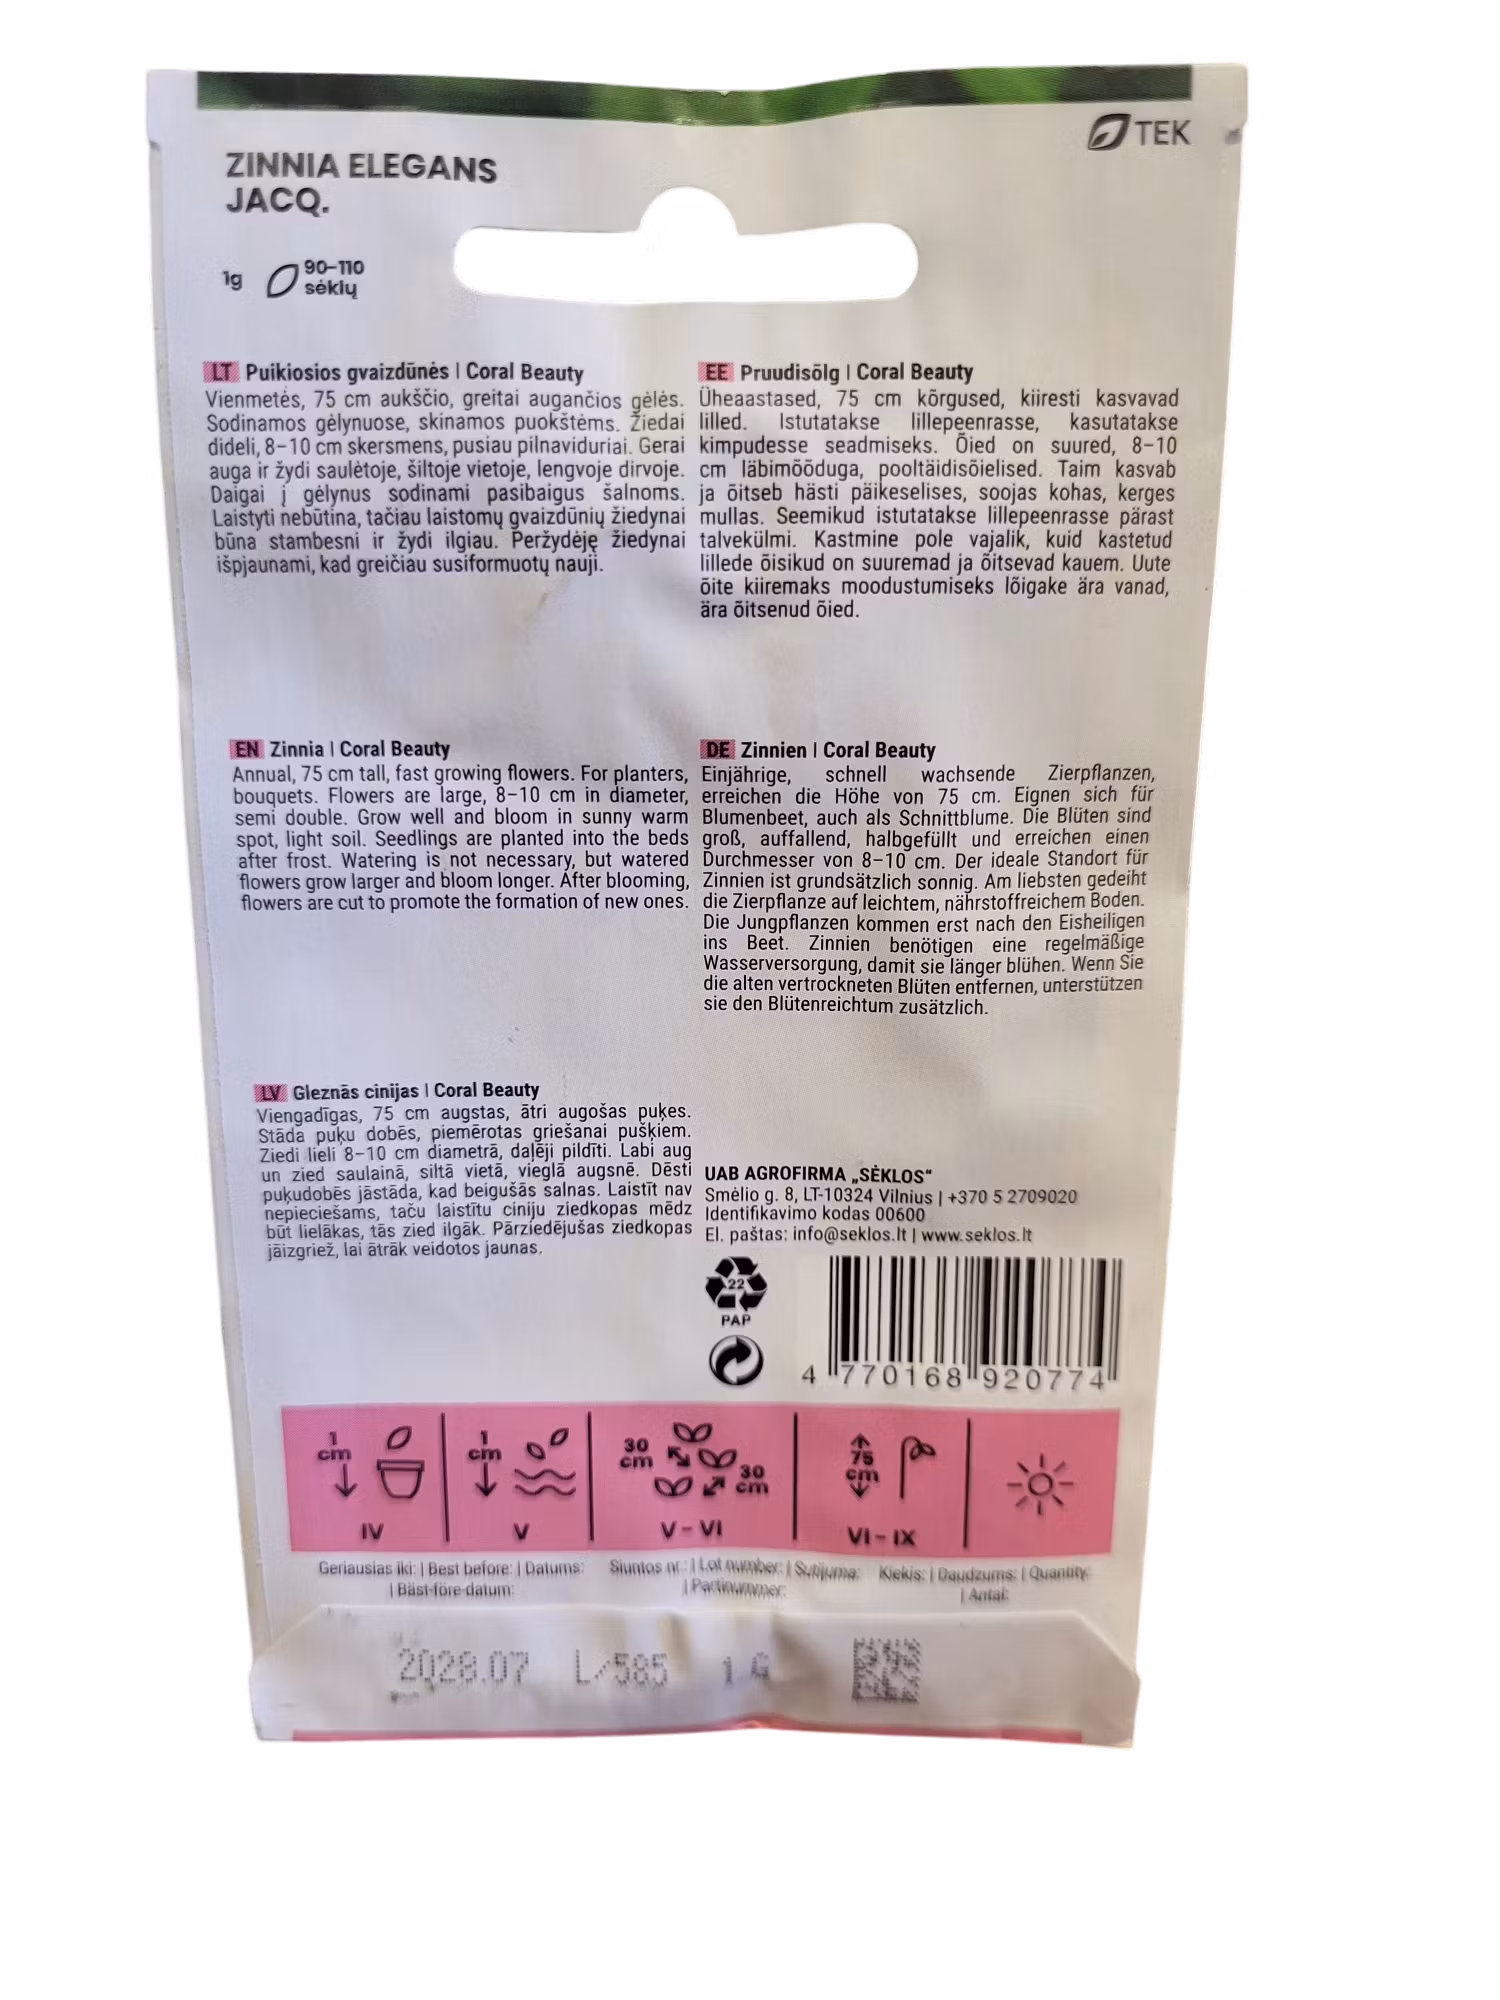 TEK
ZINNIA ELEGANS
JACQ.
1g
90–110
sėklų
LT Puikiosios gvaizdūnės | Coral Beauty
Vienmetės, 75 cm aukščio, greitai augančios gėlės.
Sodinamos gėlynuose, skinamos puokštėms. Žiedai
dideli, 8–10 cm skersmens, pusiau pilnaviduriai. Gerai
auga ir žydi saulėtoje, šiltoje vietoje, lengvoje dirvoje.
Daigai į gėlynus sodinami pasibaigus šalnoms.
Laistyti nebūtina, tačiau laistomų gvaizdūnių žiedynai
būna stambesni ir žydi ilgiau. Peržydėję žiedynai
išpjaunami, kad greičiau susiformuotų nauji.
EE Pruudisõlg | Coral Beauty
Üheaastased, 75 cm kõrgused, kiiresti kasvavad
lilled. Istutatakse lillepeenrasse, kasutatakse
kimpudesse seadmiseks. Õied on suured, 8–10
cm läbimõõduga, pooltäidisõielised. Taim kasvab
ja õitseb hästi päikeselises, soojas kohas, kerges
mullas. Seemikud istutatakse lillepeenrasse pärast
talvekülmi. Kastmine pole vajalik, kuid kastetud
lillede õisikud on suuremad ja õitsevad kauem. Uute
õite kiiremaks moodustumiseks lõigake ära vanad,
ära õitsenud õied.
EN Zinnia | Coral Beauty
Annual, 75 cm tall, fast growing flowers. For planters,
bouquets. Flowers are large, 8–10 cm in diameter,
semi double. Grow well and bloom in sunny warm
spot, light soil. Seedlings are planted into the beds
after frost. Watering is not necessary, but watered
flowers grow larger and bloom longer. After blooming,
flowers are cut to promote the formation of new ones.
DE Zinnien | Coral Beauty
Einjährige, schnell wachsende Zierpflanzen,
erreichen die Höhe von 75 cm. Eignen sich für
Blumenbeet, auch als Schnittblume. Die Blüten sind
groß, auffallend, halbgefüllt und erreichen einen
Durchmesser von 8–10 cm. Der ideale Standort für
Zinnien ist grundsätzlich sonnig. Am liebsten gedeiht
die Zierpflanze auf leichtem, nährstoffreichem Boden.
Die Jungpflanzen kommen erst nach den Eisheiligen
ins Beet. Zinnien benötigen eine regelmäßige
Wasserversorgung, damit sie länger blühen. Wenn Sie
die alten vertrockneten Blüten entfernen, unterstützen
sie den Blütenreichtum zusätzlich.
LV Gleznās cinijas | Coral Beauty
Viengadīgas, 75 cm augstas, ātri augošas puķes.
Stāda puķu dobēs, piemērotas griešanai pušķiem.
Ziedi lieli 8–10 cm diametrā, daļēji pildīti. Labi aug
un zied saulainā, siltā vietā, vieglā augsnē. Dēsti
puķudobēs jāstāda, kad beigušās salnas. Laistīt nav
nepieciešams, taču laistītu ciniju ziedkopas mēdz
būt lielākas, tās zied ilgāk. Pārziedējušas ziedkopas
jāizgriež, lai ātrāk veidotos jaunas.
UAB AGROFIRMA „SĖKLOS“
Smėlio g. 8, LT-10324 Vilnius | +370 5 2709020
Identifikavimo kodas 00600
El. paštas: info@seklos.lt | www.seklos.lt
22
PAP
4 770168 920774
1 cm
IV
1 cm
V
30 cm
30 cm
V – VI
75 cm
VI – IX
Geriausias iki: | Best before: | Datums:
| Bäst-före-datum:
Siuntos nr.: | Lot number: | Sutījuma:
| Partinummer:
Kiekis: | Daudzums: | Quantity:
| Antal:
2028.07 L/585 1 G